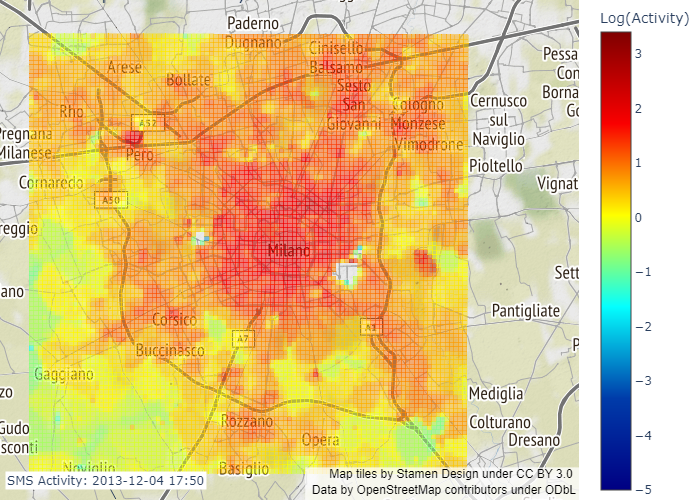 Paderno
Dugnano
Cinisello
Balsamo
Sesto
San
Giovanni
Arese
Bollate
Rho
A52
Pero
Cologno
Monzese
Vimodrone
Cernusco
sul
Naviglio
Pioltello
Pessa
Con
Borna
Go
Vignat
Pregnana
Milanese
Cornaredo
A50
reggio
Milano
ano
Sett
Pantigliate
Corsico
Buccinasco
A7
A1
P
Gaggiano
zo
Gudo
sconti
Rozzano
Opera
Mediglia
Colturano
Dresano
Noviglio
Basiglio
SMS Activity: 2013-12-04 17:50
Map tiles by Stamen Design under CC BY 3.0
Data by OpenStreetMap contributors under ODbL
Log(Activity)
3
2
1
0
−1
−2
−3
−4
−5